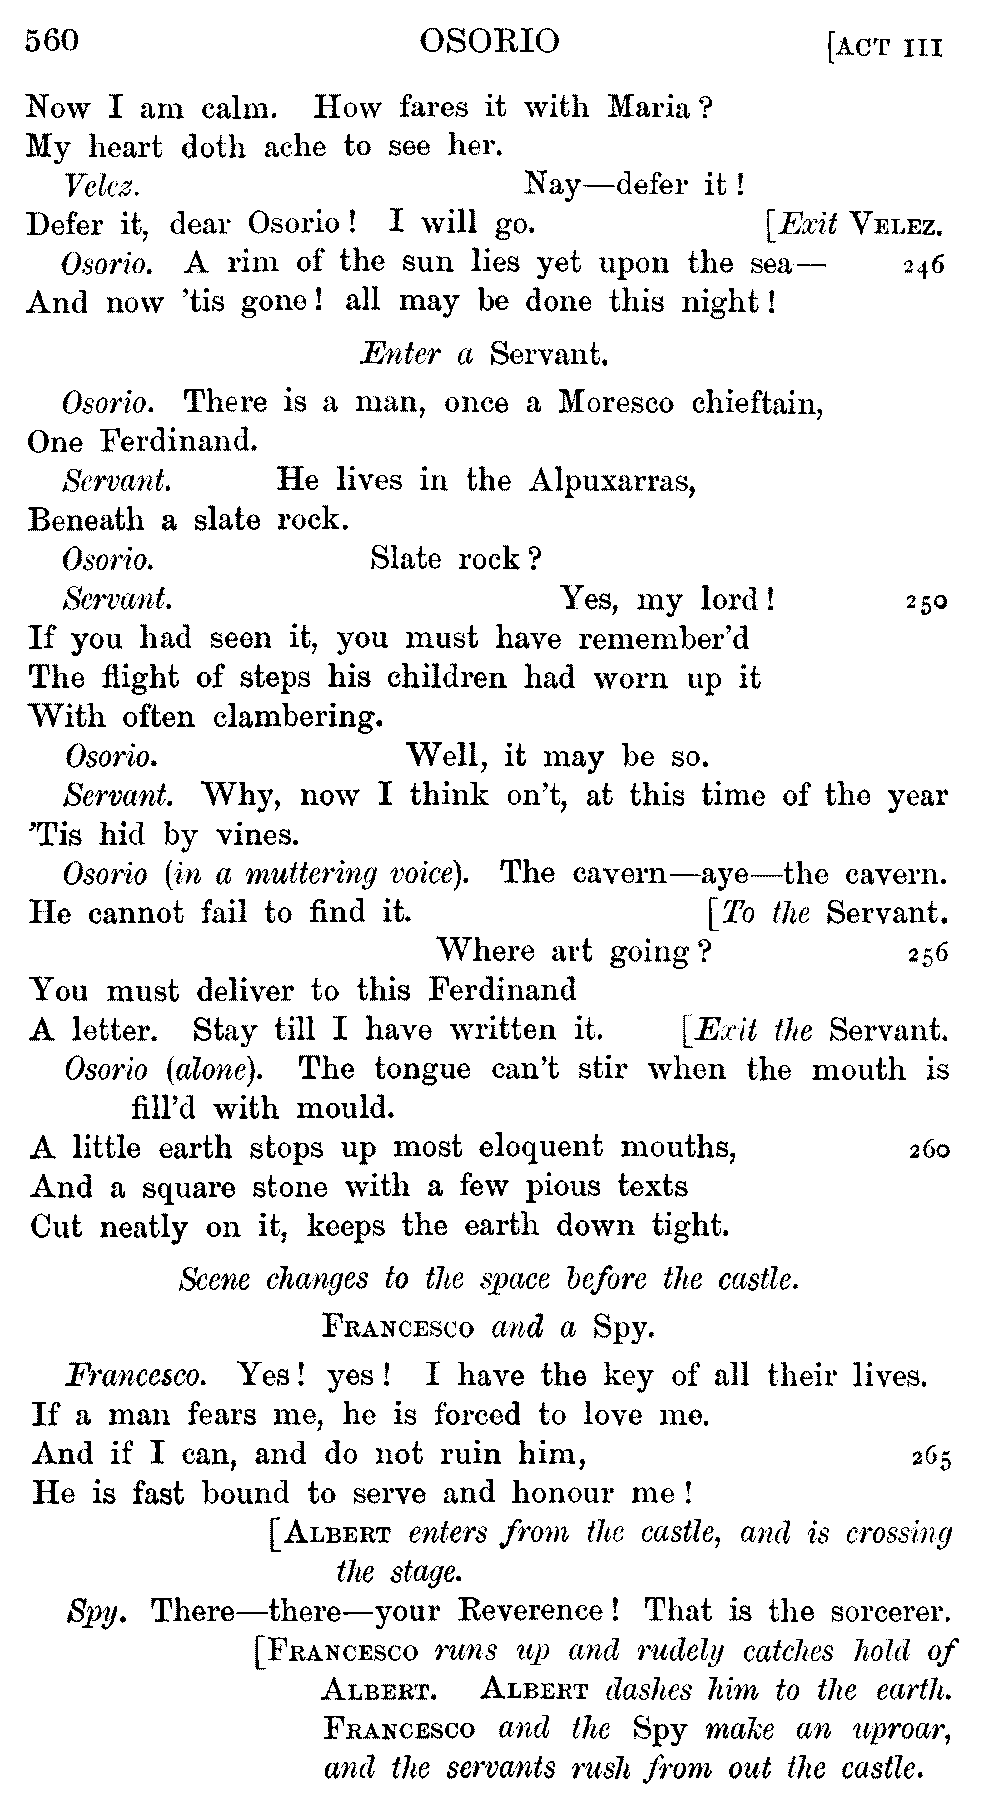 560 OSORIO [ACT III
Now I am calm. How fares it with Maria?
My heart doth ache to see her.
Velez. Nay—defer it!
Defer it, dear Osorio! I will go. [Exit VELEZ.
Osorio. A rim of the sun lies yet upon the sea— 246
And now 'tis gone! all may be done this night!
Enter a Servant.
Osorio. There is a man, once a Moresco chieftain,
One Ferdinand.
Servant. He lives in the Alpuxarras,
Beneath a slate rock.
Osorio. Slate rock?
Servant. Yes, my lord! 250
If you had seen it, you must have remember'd
The flight of steps his children had worn up it
With often clambering.
Osorio. Well, it may be so.
Servant. Why, now I think on't, at this time of the year
'Tis hid by vines.
Osorio (in a muttering voice). The cavern—aye—the cavern.
He cannot fail to find it. [To the Servant.
Where art going? 256
You must deliver to this Ferdinand
A letter. Stay till I have written it. [Exit the Servant.
Osorio (alone). The tongue can't stir when the mouth is
fill'd with mould.
A little earth stops up most eloquent mouths, 260
And a square stone with a few pious texts
Cut neatly on it, keeps the earth down tight.
Scene changes to the space before the castle.
FRANCESCO and a Spy.
Francesco. Yes! yes! I have the key of all their lives.
If a man fears me, he is forced to love me.
And if I can, and do not ruin him, 265
He is fast bound to serve and honour me!
[ALBERT enters from the castle, and is crossing
the stage.
Spy. There—there—your Reverence! That is the sorcerer.
[FRANCESCO runs up and rudely catches hold of
ALBERT. ALBERT dashes him to the earth.
FRANCESCO and the Spy make an uproar,
and the servants rush from out the castle.